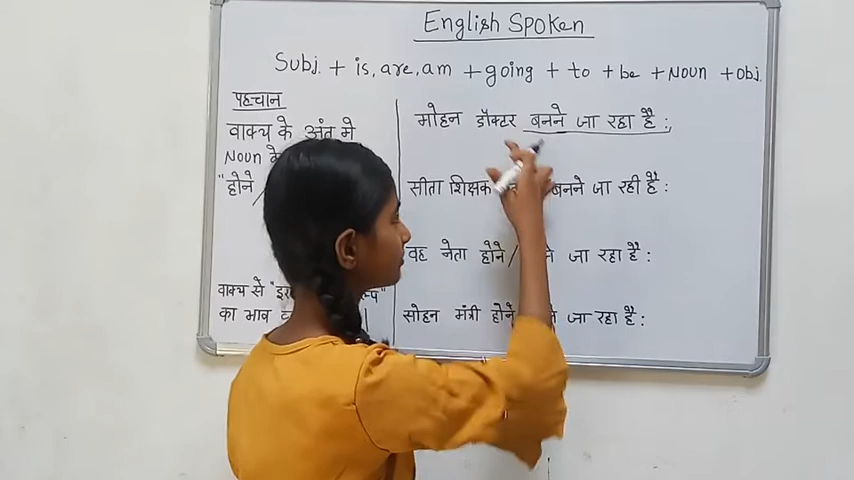 English Spoken
Subj. + is, are, am + going + to + be + Noun + obj.
पहचान
वाक्य के अंत मे
Noun
"होने /
वाक्य से
का भाव
मोहन डॉक्टर बनने जा रहा है :
सीता शिक्षक बनने जा रही है :
वह नेता होने / जा रहा है :
सोहन मंत्री होने जा रहा है :